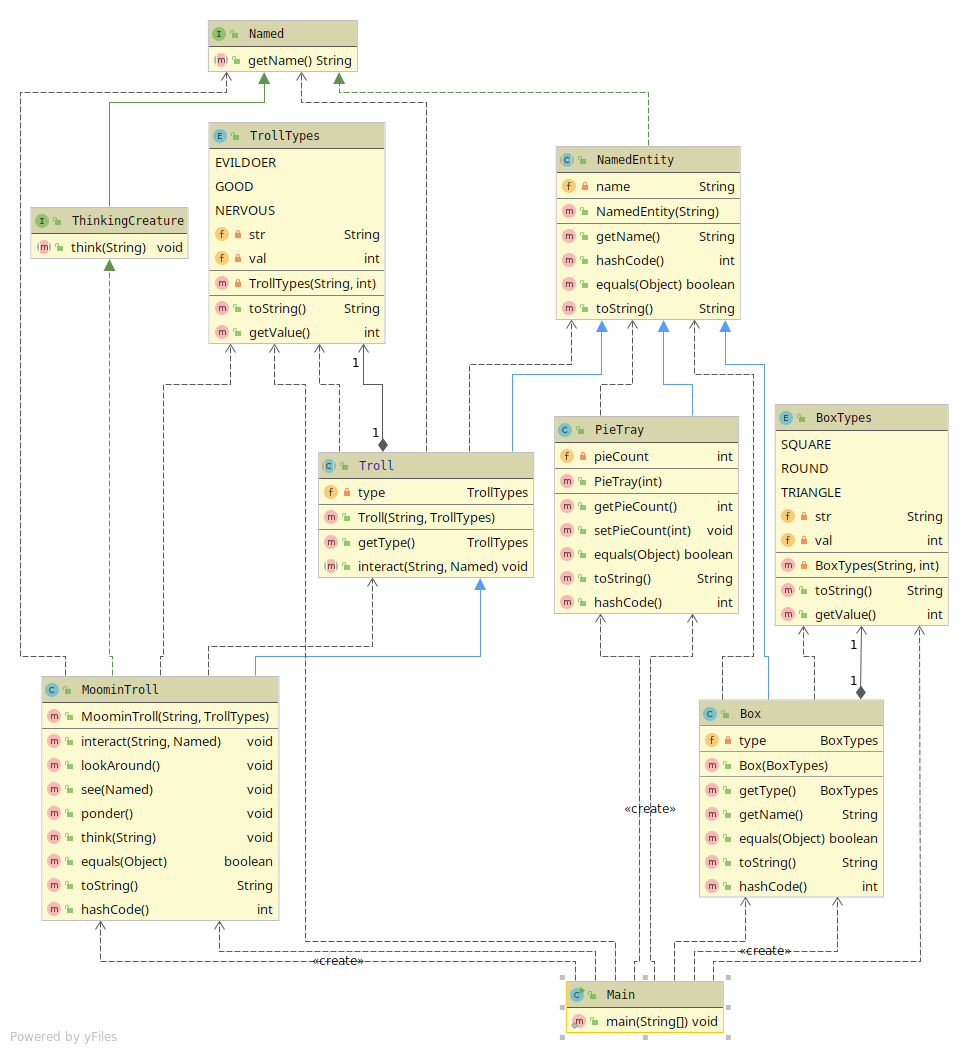 Named
getName() String
TrollTypes
EVILDOER
GOOD
NERVOUS
str String
val int
TrollTypes(String, int)
toString() String
getValue() int
NamedEntity
name String
NamedEntity(String)
getName() String
hashCode() int
equals(Object) boolean
toString() String
ThinkingCreature
think(String) void
1
1
Troll
type TrollTypes
Troll(String, TrollTypes)
getType() TrollTypes
interact(String, Named) void
PieTray
pieCount int
PieTray(int)
getPieCount() int
setPieCount(int) void
equals(Object) boolean
toString() String
hashCode() int
BoxTypes
SQUARE
ROUND
TRIANGLE
str String
val int
BoxTypes(String, int)
toString() String
getValue() int
1
1
MoominTroll
MoominTroll(String, TrollTypes)
interact(String, Named) void
lookAround() void
see(Named) void
ponder() void
think(String) void
equals(Object) boolean
toString() String
hashCode() int
Box
type BoxTypes
Box(BoxTypes)
getType() BoxTypes
getName() String
equals(Object) boolean
toString() String
hashCode() int
«create»
«create»
«create»
Main
main(String[]) void
Powered by yFiles